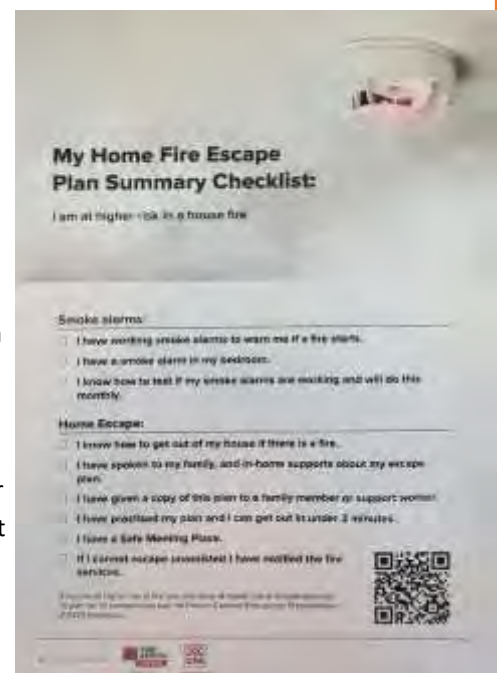 My Home Fire Escape
Plan Summary Checklist:
I am at higher risk in a house fire
Smoke alarms:
I have working smoke alarms to warn me if a fire starts.
I have a smoke alarm in my bedroom.
I know how to test if my smoke alarms are working and will do this
monthly.
Home Escape:
I know how to get out of my house if there is a fire.
I have spoken to my family, and in-home supports about my escape
plan.
I have given a copy of this plan to a family member or support worker
I have practised my plan and I can get out in under 2 minutes.
I have a Safe Meeting Place.
If I cannot escape unassisted I have notified the fire
services.